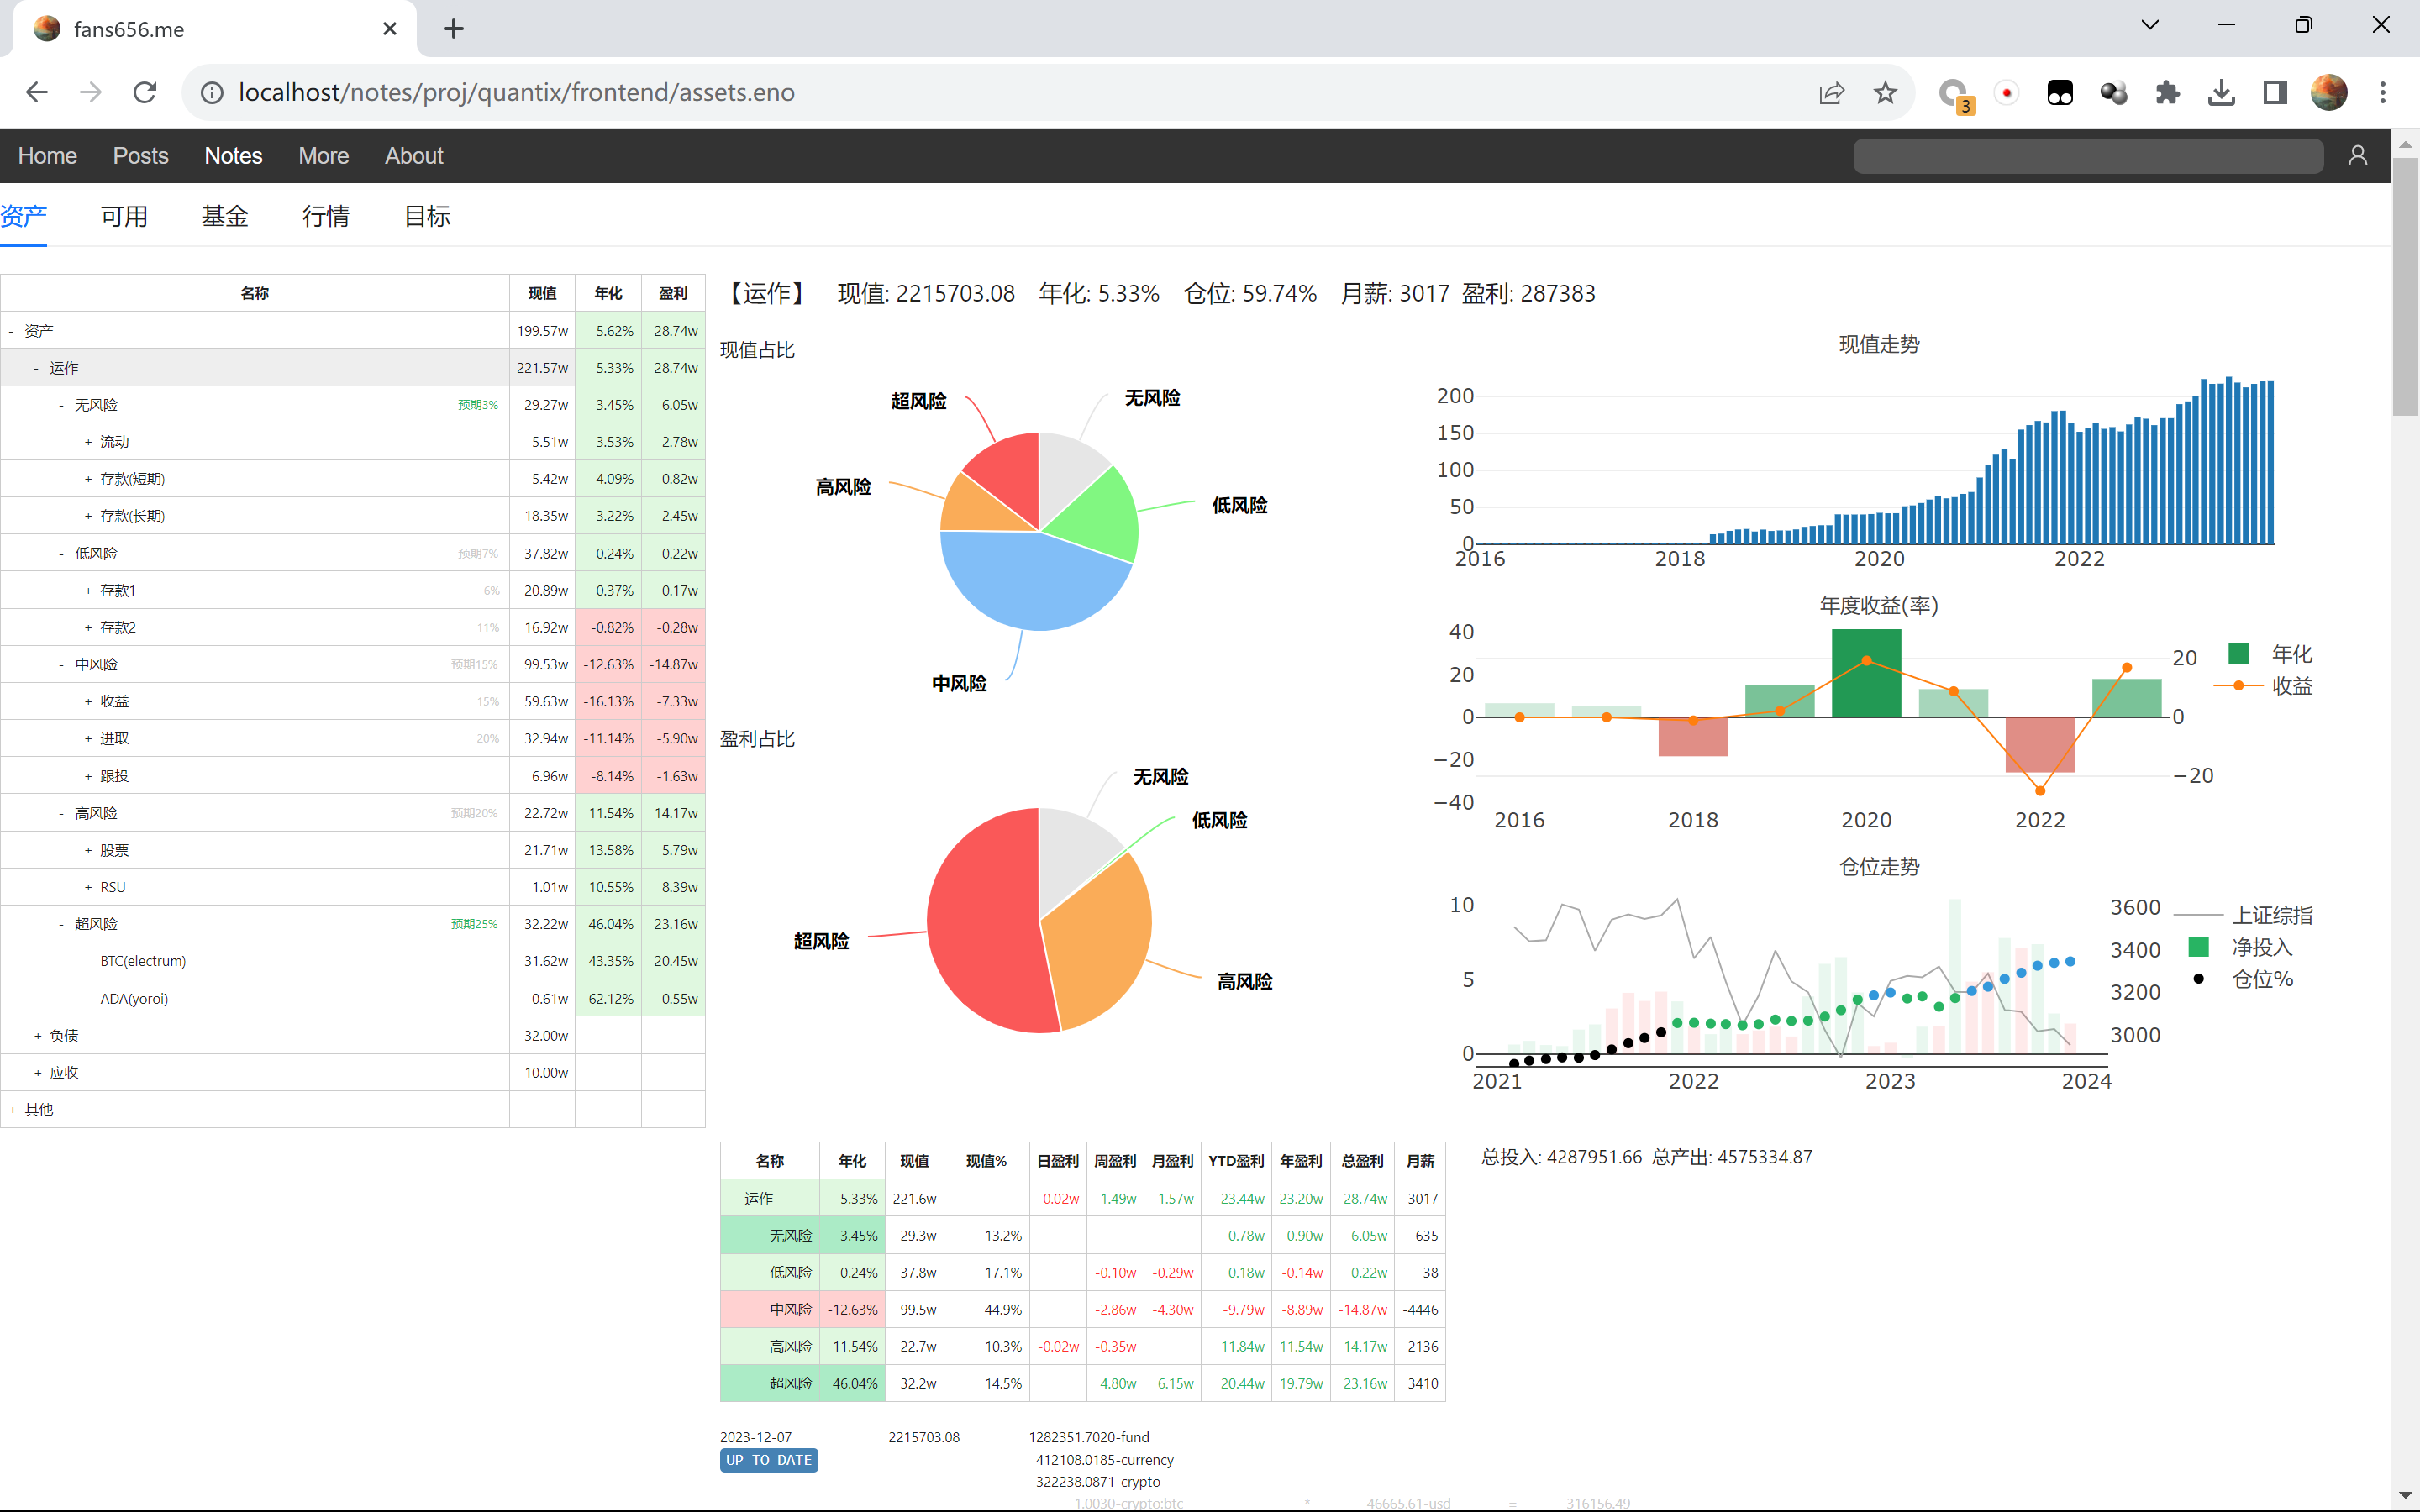 fans656.me
localhost/notes/proj/quantix/frontend/assets.eno
3
Home Posts Notes More About
资产 可用 基金 行情 目标
名称 现值 年化 盈利
- 资产 199.57w 5.62% 28.74w
- 运作 221.57w 5.33% 28.74w
- 无风险 预期3% 29.27w 3.45% 6.05w
+ 流动 5.51w 3.53% 2.78w
+ 存款(短期) 5.42w 4.09% 0.82w
+ 存款(长期) 18.35w 3.22% 2.45w
- 低风险 预期7% 37.82w 0.24% 0.22w
+ 存款1 6% 20.89w 0.37% 0.17w
+ 存款2 11% 16.92w -0.82% -0.28w
- 中风险 预期15% 99.53w -12.63% -14.87w
+ 收益 15% 59.63w -16.13% -7.33w
+ 进取 20% 32.94w -11.14% -5.90w
+ 跟投 6.96w -8.14% -1.63w
- 高风险 预期20% 22.72w 11.54% 14.17w
+ 股票 21.71w 13.58% 5.79w
+ RSU 1.01w 10.55% 8.39w
- 超风险 预期25% 32.22w 46.04% 23.16w
BTC(electrum) 31.62w 43.35% 20.45w
ADA(yoroi) 0.61w 62.12% 0.55w
+ 负债 -32.00w
+ 应收 10.00w
+ 其他
【运作】 现值: 2215703.08 年化: 5.33% 仓位: 59.74% 月薪: 3017 盈利: 287383
现值占比
超风险
无风险
高风险
低风险
中风险
盈利占比
无风险
低风险
超风险
高风险
现值走势
200
150
100
50
0
2016 2018 2020 2022
年度收益(率)
40
20
0
−20
−40
20
0
−20
年化
收益
2016 2018 2020 2022
仓位走势
10
5
0
3600
3400
3200
3000
上证综指
净投入
仓位%
2021 2022 2023 2024
名称 年化 现值 现值% 日盈利 周盈利 月盈利 YTD盈利 年盈利 总盈利 月薪
- 运作 5.33% 221.6w -0.02w 1.49w 1.57w 23.44w 23.20w 28.74w 3017
无风险 3.45% 29.3w 13.2% 0.78w 0.90w 6.05w 635
低风险 0.24% 37.8w 17.1% -0.10w -0.29w 0.18w -0.14w 0.22w 38
中风险 -12.63% 99.5w 44.9% -2.86w -4.30w -9.79w -8.89w -14.87w -4446
高风险 11.54% 22.7w 10.3% -0.02w -0.35w 11.84w 11.54w 14.17w 2136
超风险 46.04% 32.2w 14.5% 4.80w 6.15w 20.44w 19.79w 23.16w 3410
总投入: 4287951.66 总产出: 4575334.87
2023-12-07 2215703.08 1282351.7020-fund
UP TO DATE 412108.0185-currency
322238.0871-crypto
1.0030-crypto:btc * 46665.61-usd = 316156.49